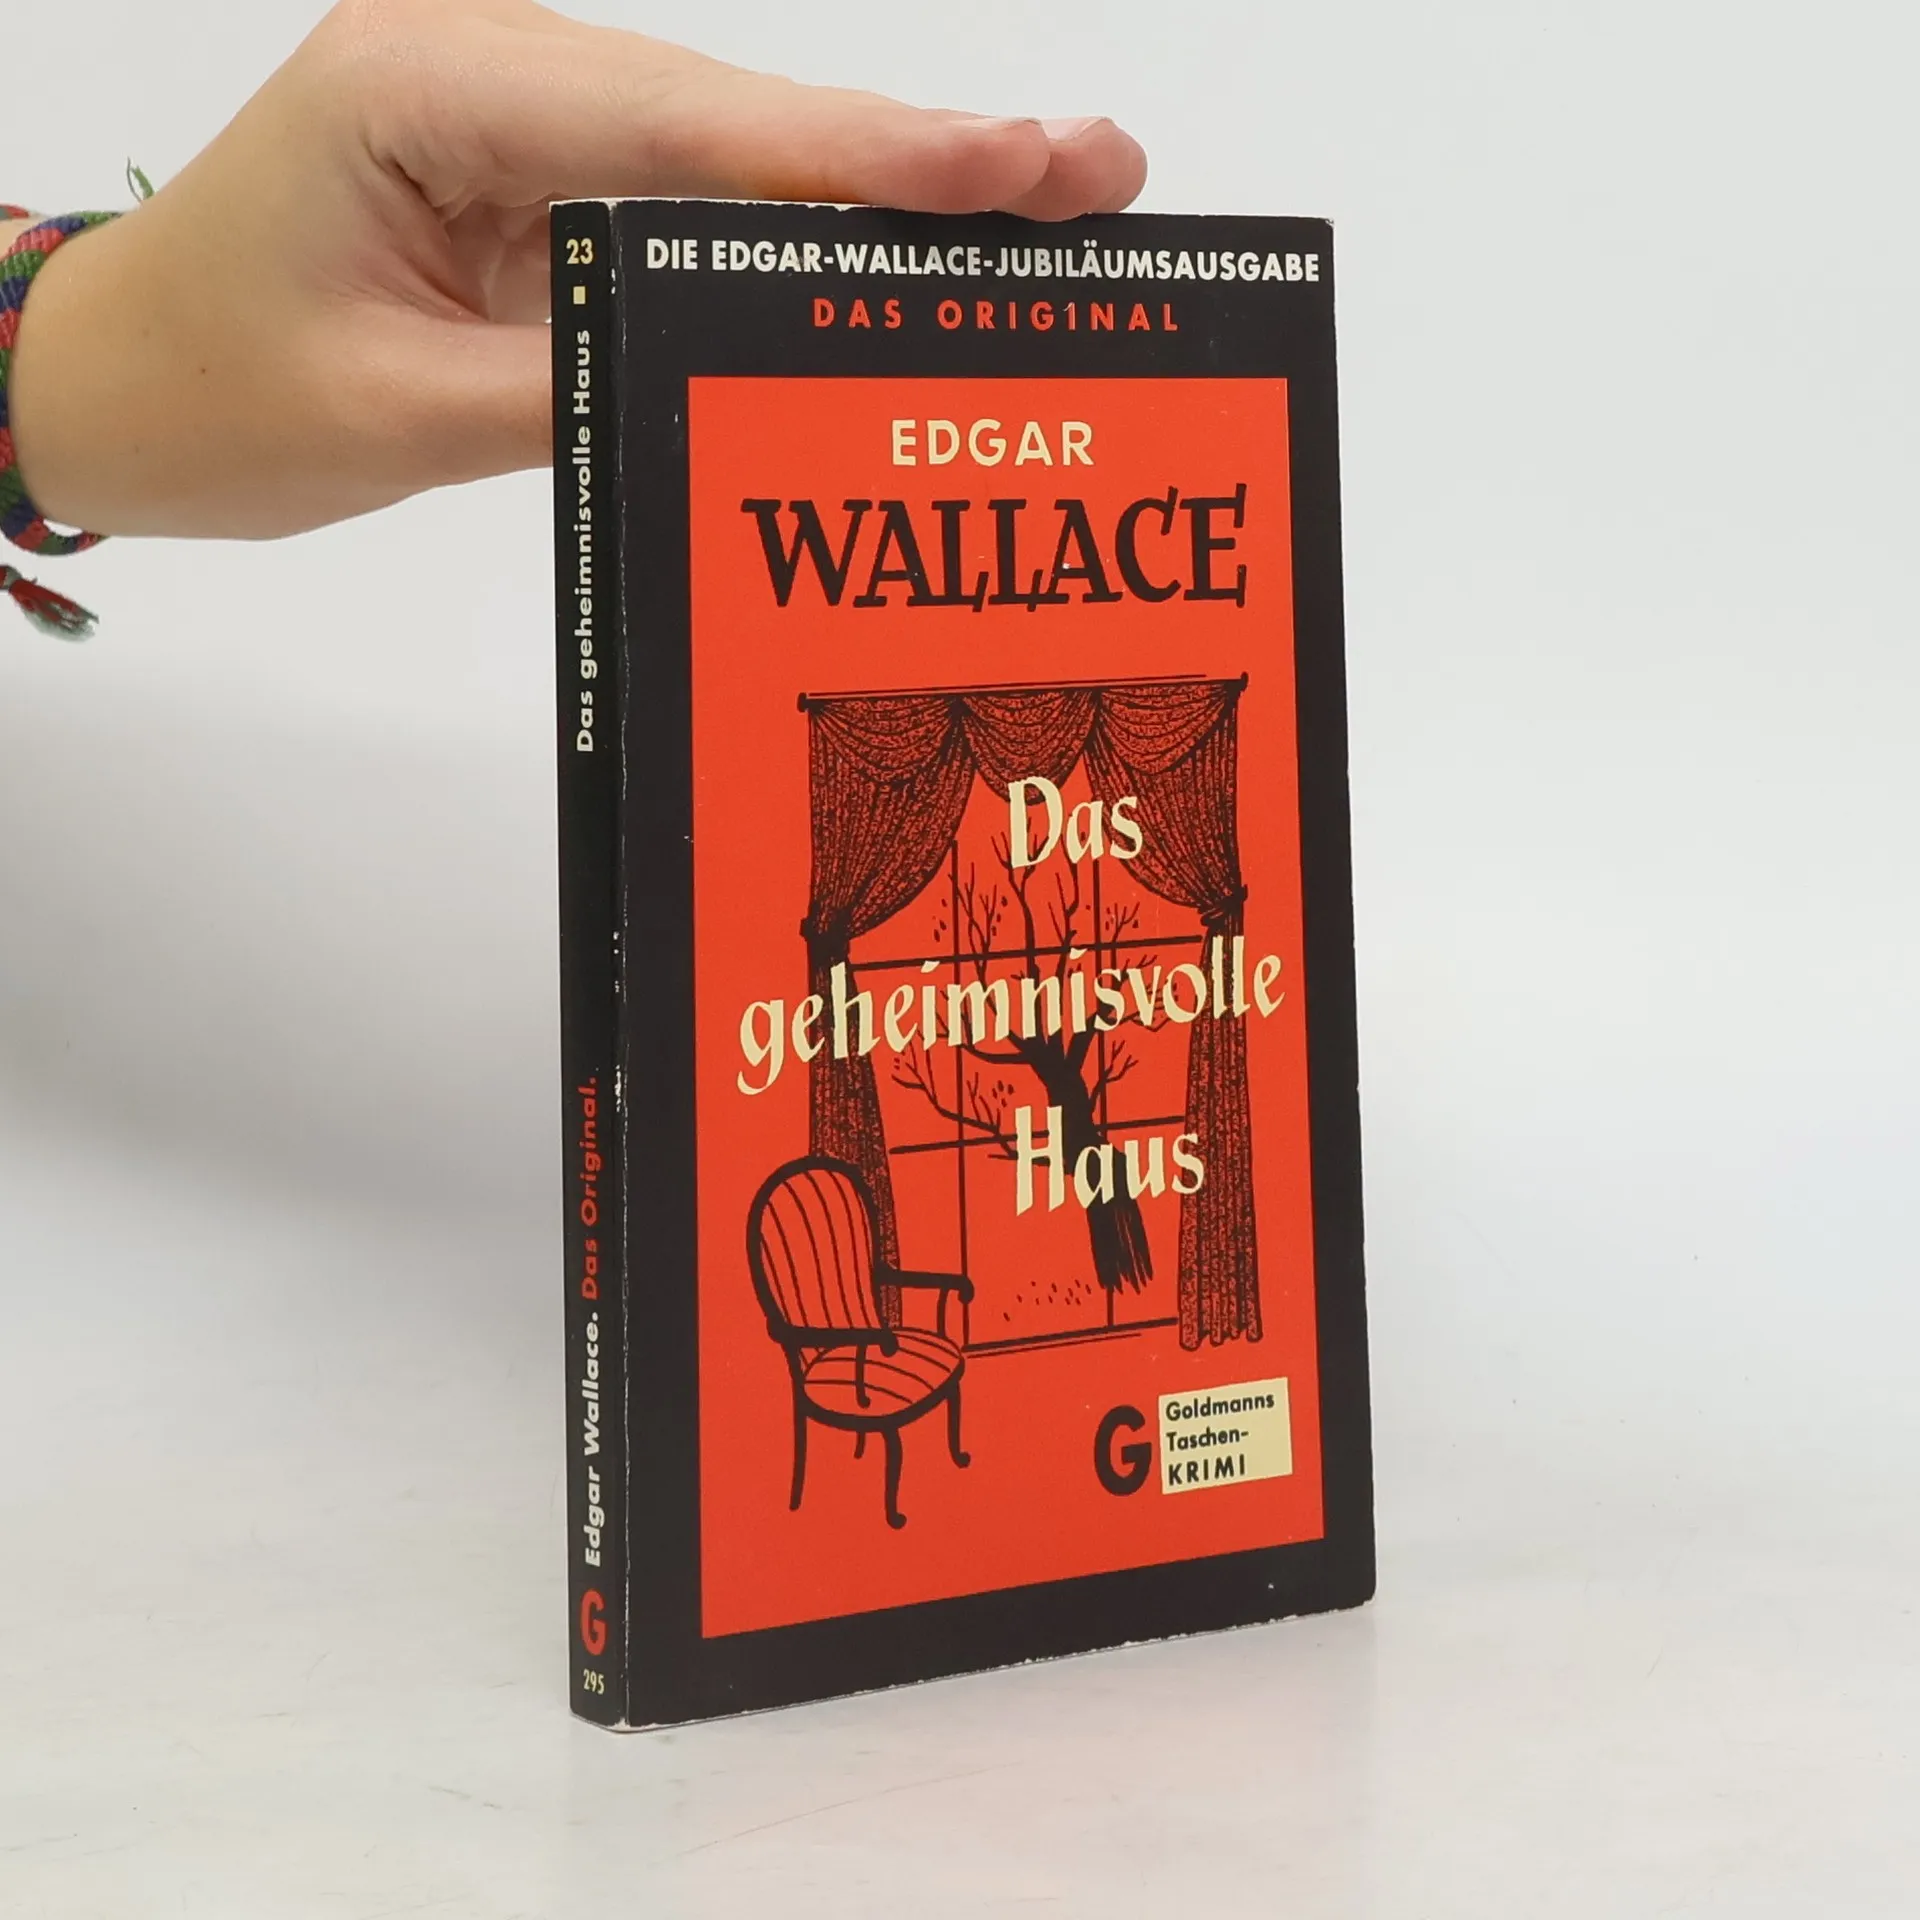 DIE EDGAR-WALLACE-JUBILÄUMSAUSGABE
DAS ORIGINAL
EDGAR
WALLACE
Das
geheimnisvolle
Haus
G
Goldmanns
Taschen-
KRIMI
23 ▪ Das geheimnisvolle Haus
Edgar Wallace. Das Original.
G
295